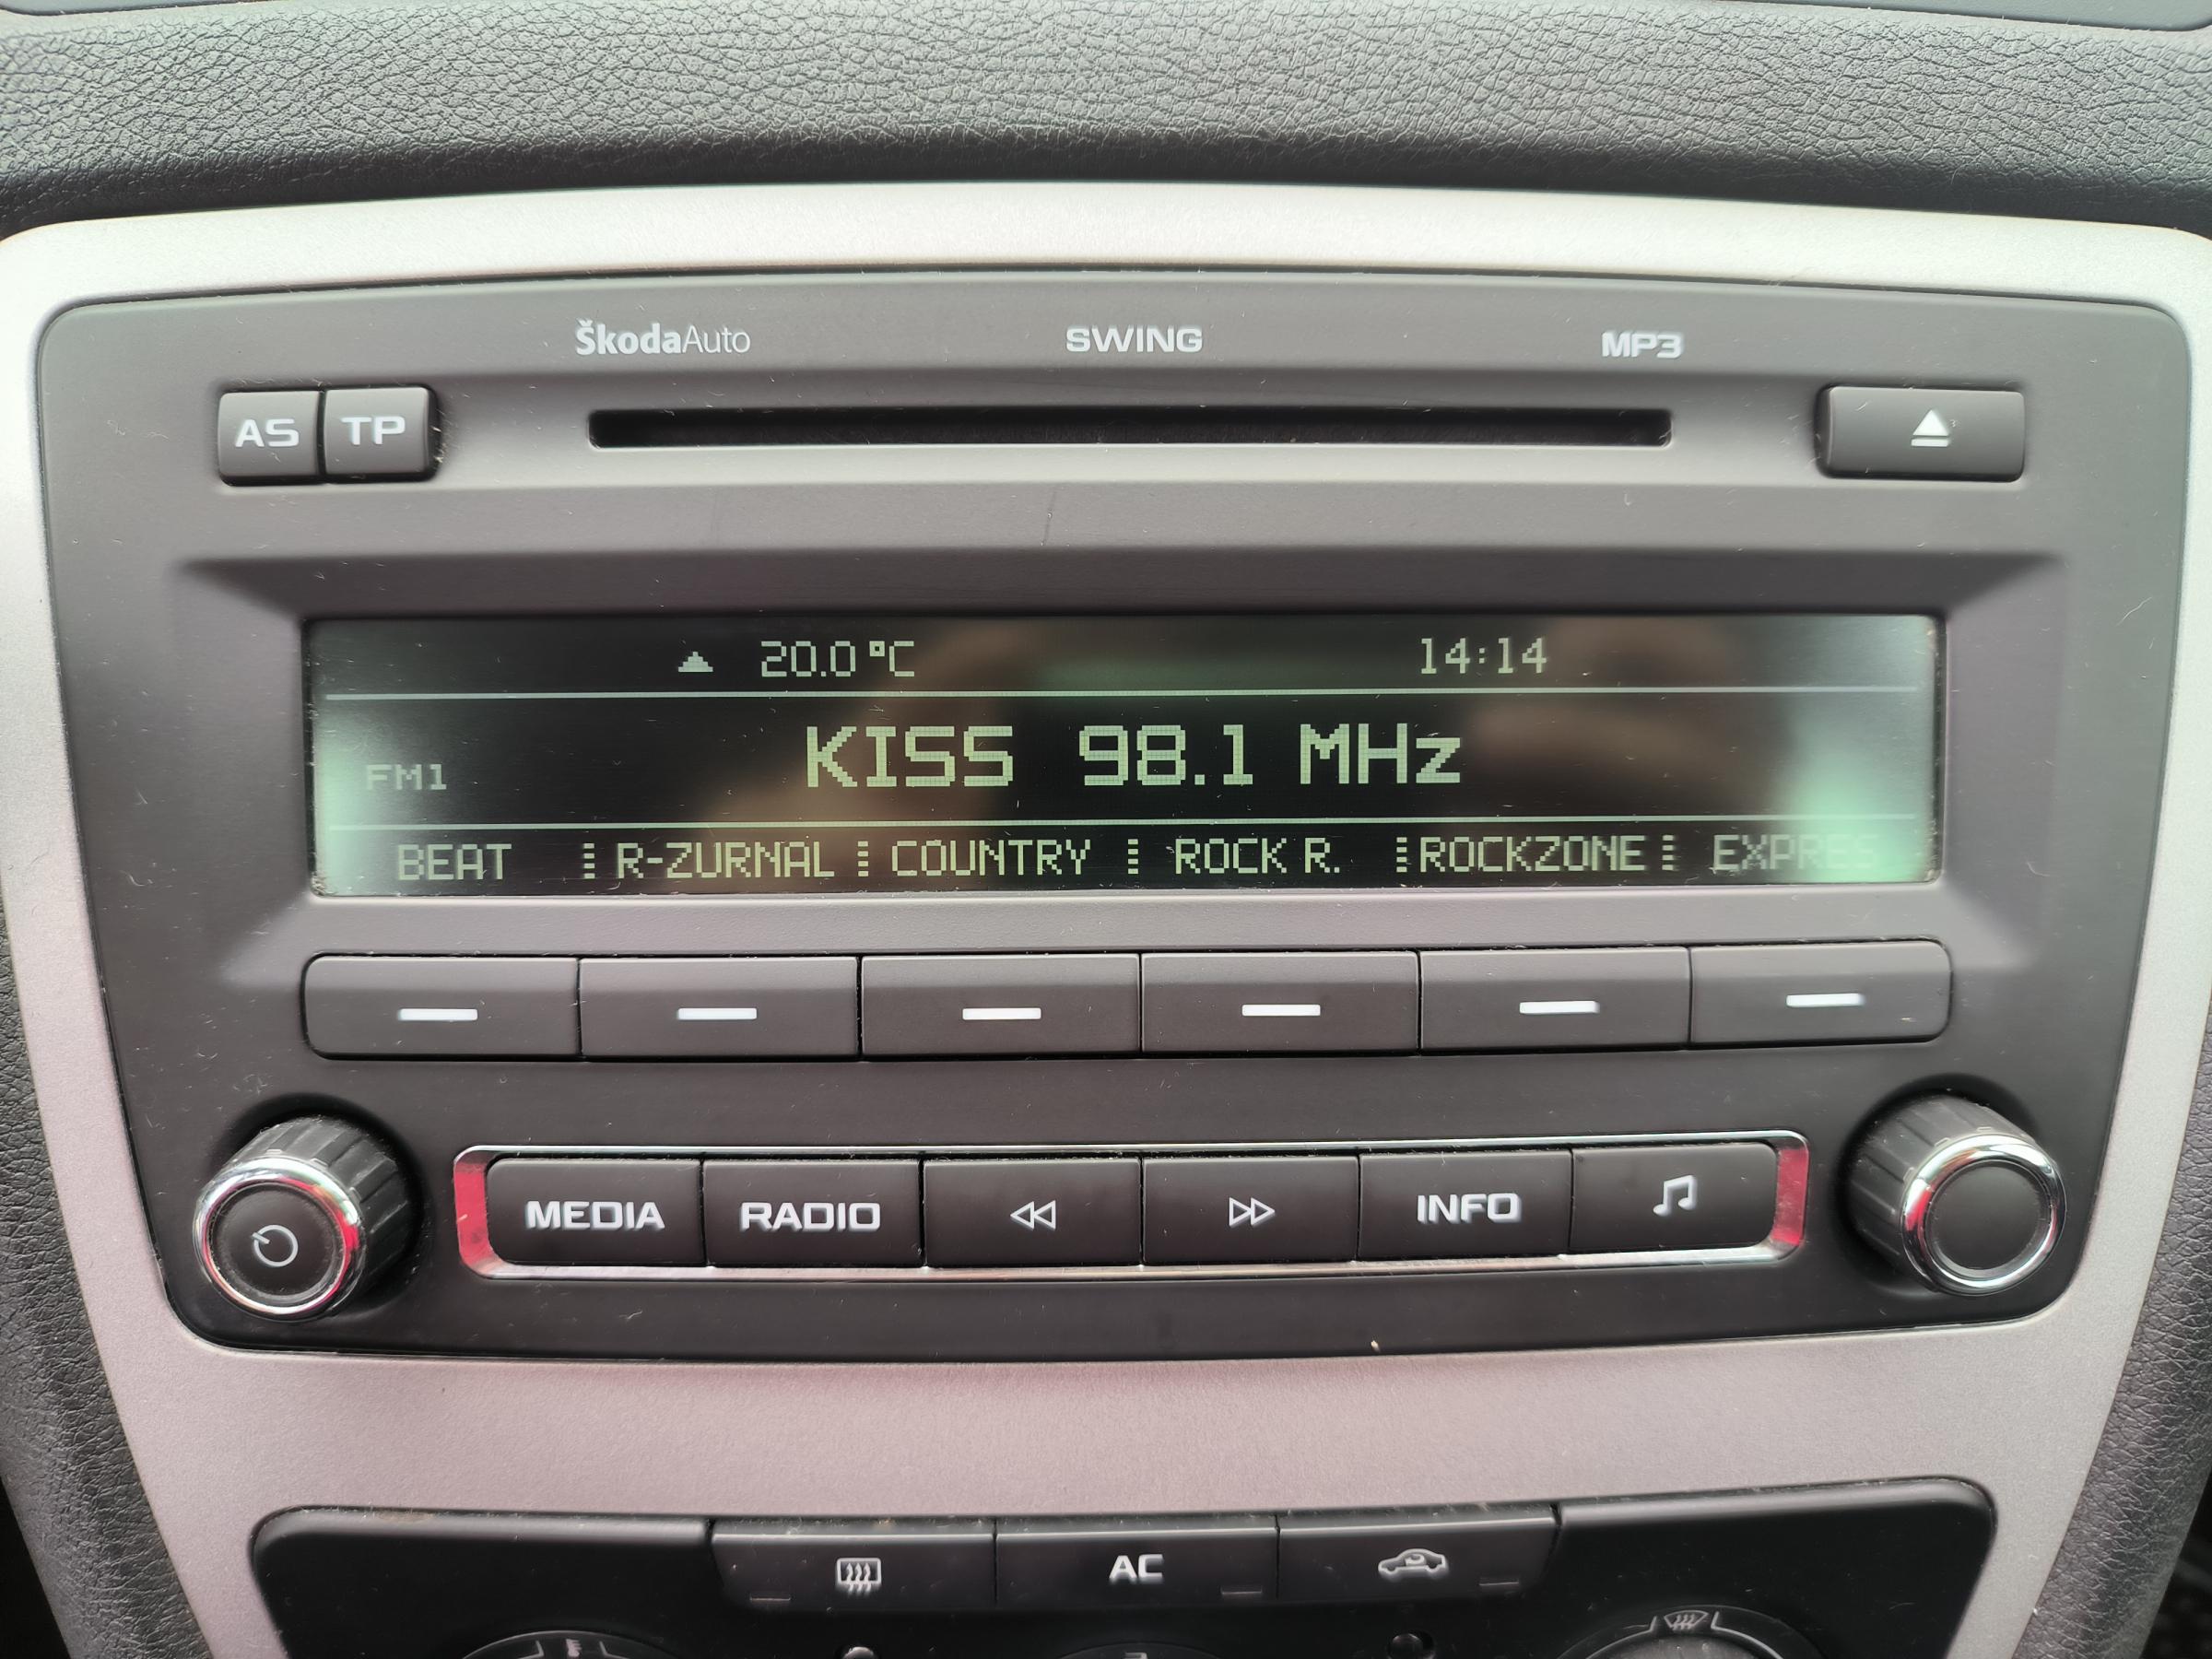 ŠkodaAuto SWING MP3
AS TP
20.0 °C 14:14
KISS 98.1 MHz
FM1
BEAT R-ZURNAL COUNTRY ROCK R. ROCKZONE EXPRES
MEDIA RADIO INFO
AC